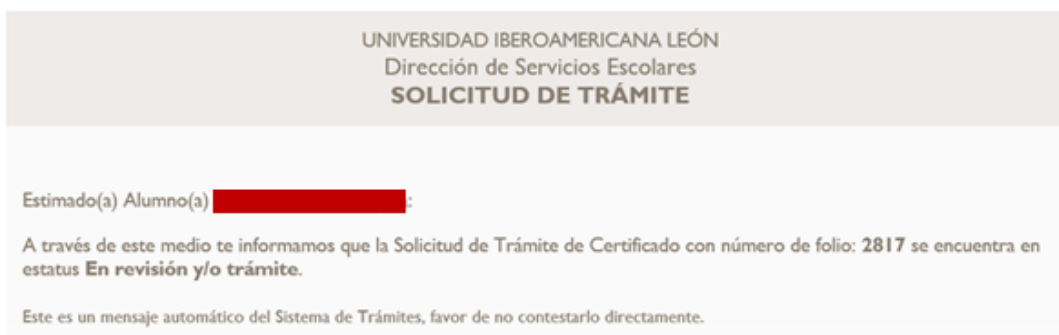 UNIVERSIDAD IBEROAMERICANA LEÓN
Dirección de Servicios Escolares
SOLICITUD DE TRÁMITE
Estimado(a) Alumno(a) :
A través de este medio te informamos que la Solicitud de Trámite de Certificado con número de folio: 2817 se encuentra en
estatus En revisión y/o trámite.
Este es un mensaje automático del Sistema de Trámites, favor de no contestarlo directamente.